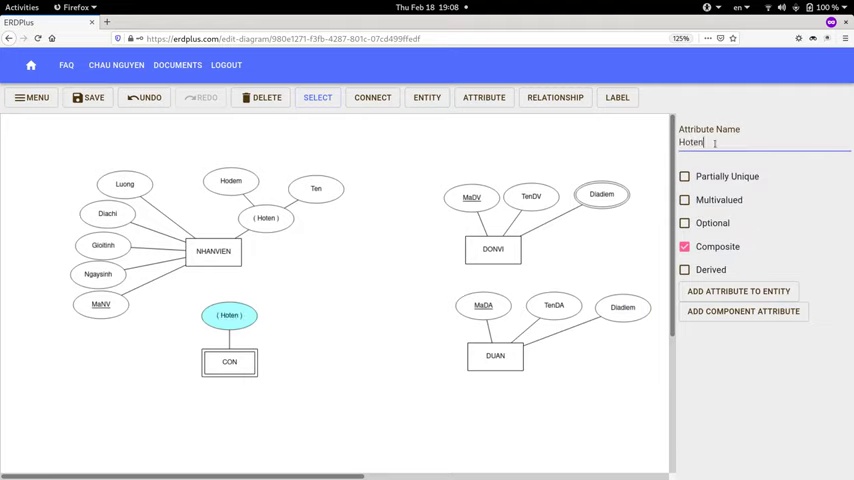 Activities Firefox Thu Feb 18 19:08 en 100 %
ERDPlus
https://erdplus.com/edit-diagram/980e1271-f3fb-4287-801c-07cd499ffedf 125%
FAQ CHAU NGUYEN DOCUMENTS LOGOUT
MENU SAVE UNDO REDO DELETE SELECT CONNECT ENTITY ATTRIBUTE RELATIONSHIP LABEL
Attribute Name
Hoten
Partially Unique
Multivalued
Optional
Composite
Derived
ADD ATTRIBUTE TO ENTITY
ADD COMPONENT ATTRIBUTE
Luong
Hodem
Ten
Diachi
( Hoten )
Gioitinh
NHANVIEN
Ngaysinh
MaNV
( Hoten )
CON
MaDV
TenDV
Diadiem
DONVI
MaDA
TenDA
Diadiem
DUAN